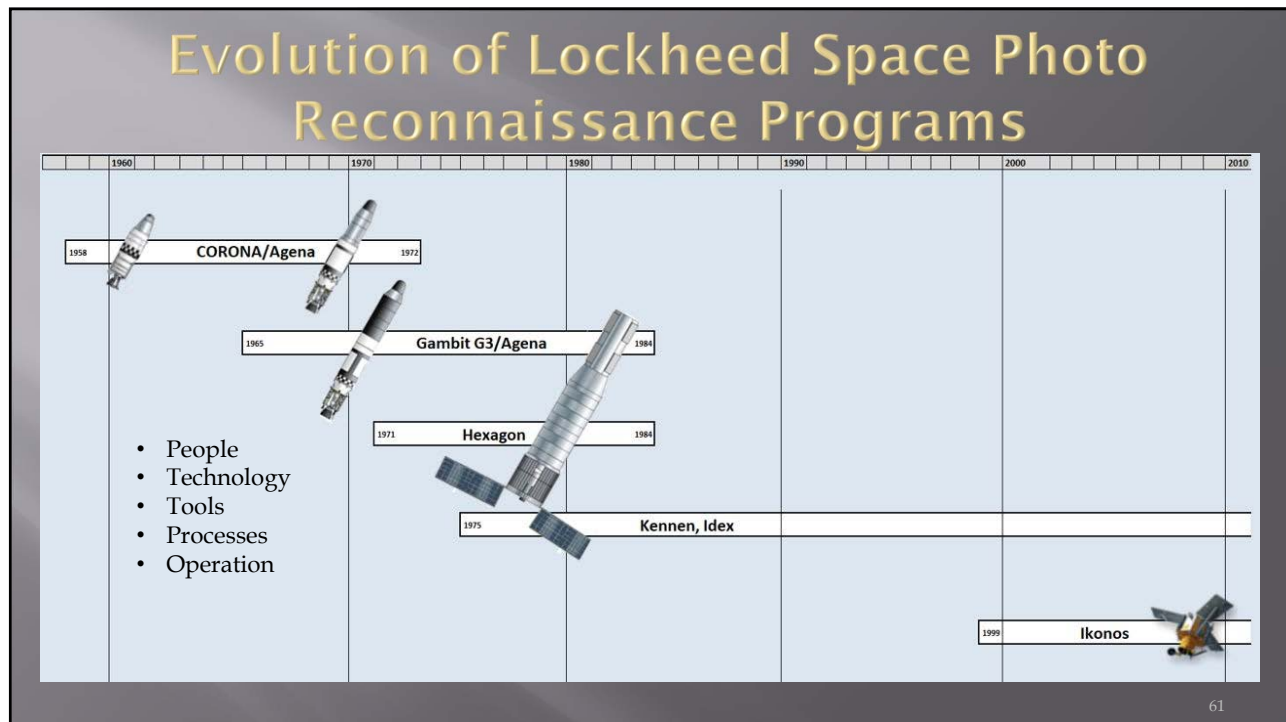 Evolution of Lockheed Space Photo
Reconnaissance Programs
1960 1970 1980 1990 2000 2010
1958 CORONA/Agena 1972
1965 Gambit G3/Agena 1984
1971 Hexagon 1984
• People
• Technology
• Tools
• Processes
• Operation
1975 Kennen, Idex
1999 Ikonos
61